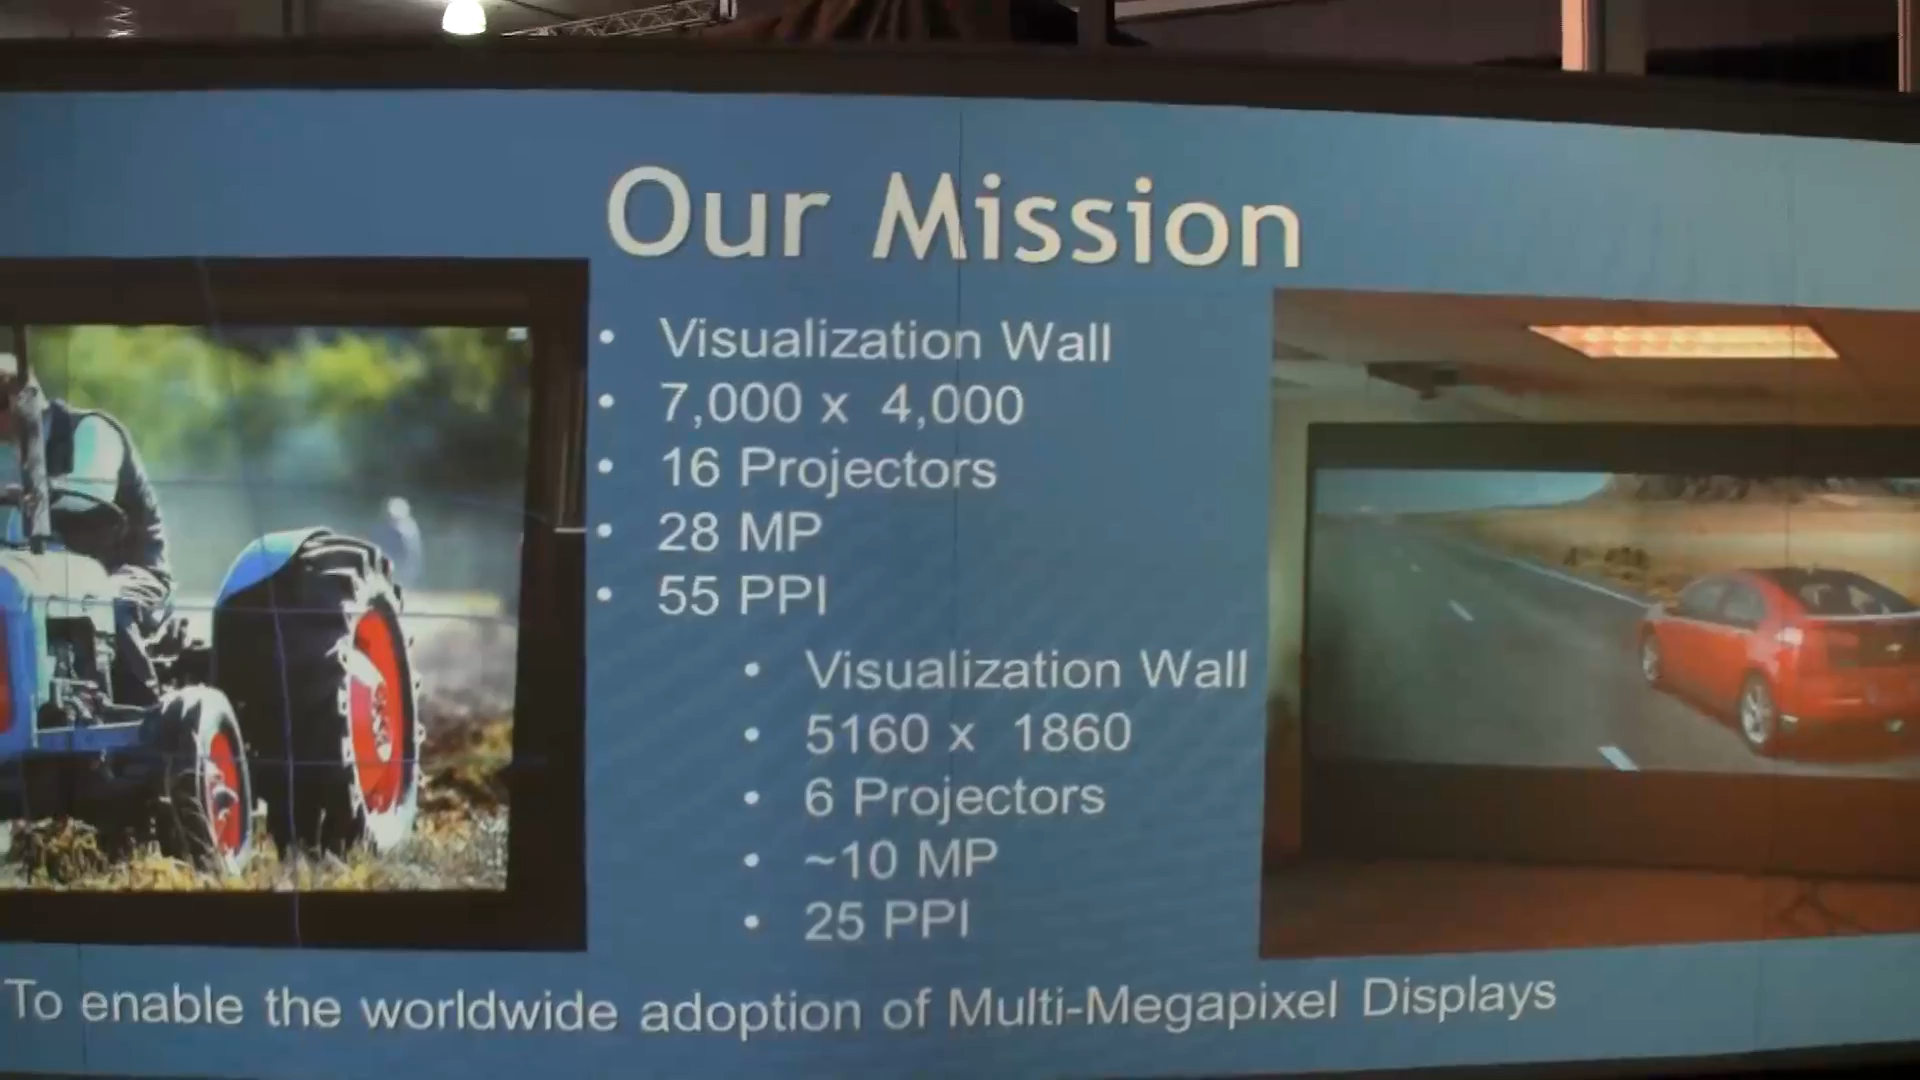 Our Mission
• Visualization Wall
• 7,000 x 4,000
• 16 Projectors
• 28 MP
• 55 PPI
• Visualization Wall
• 5160 x 1860
• 6 Projectors
• ~10 MP
• 25 PPI
To enable the worldwide adoption of Multi-Megapixel Displays